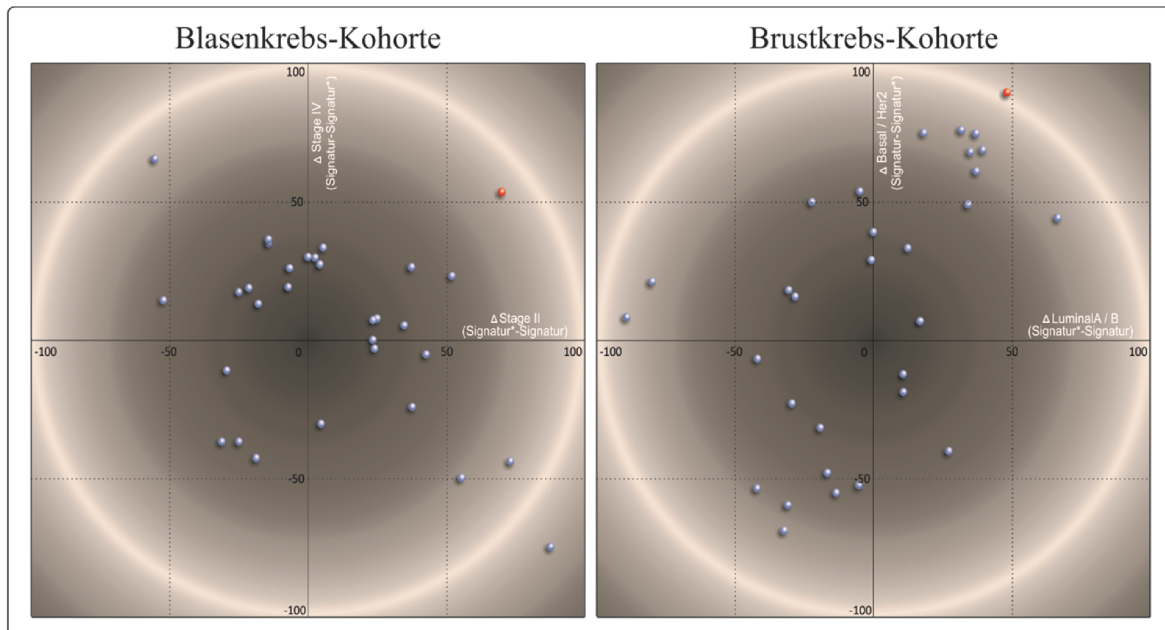 Blasenkrebs-Kohorte
100
Δ Stage IV
(Signatur-Signatur*)
50
Δ Stage II
(Signatur*-Signatur)
-100
-50
0
50
100
-50
-100
Brustkrebs-Kohorte
100
Δ Basal / Her2
(Signatur-Signatur*)
50
Δ LuminalA / B
(Signatur*-Signatur)
-100
-50
0
50
100
-50
-100